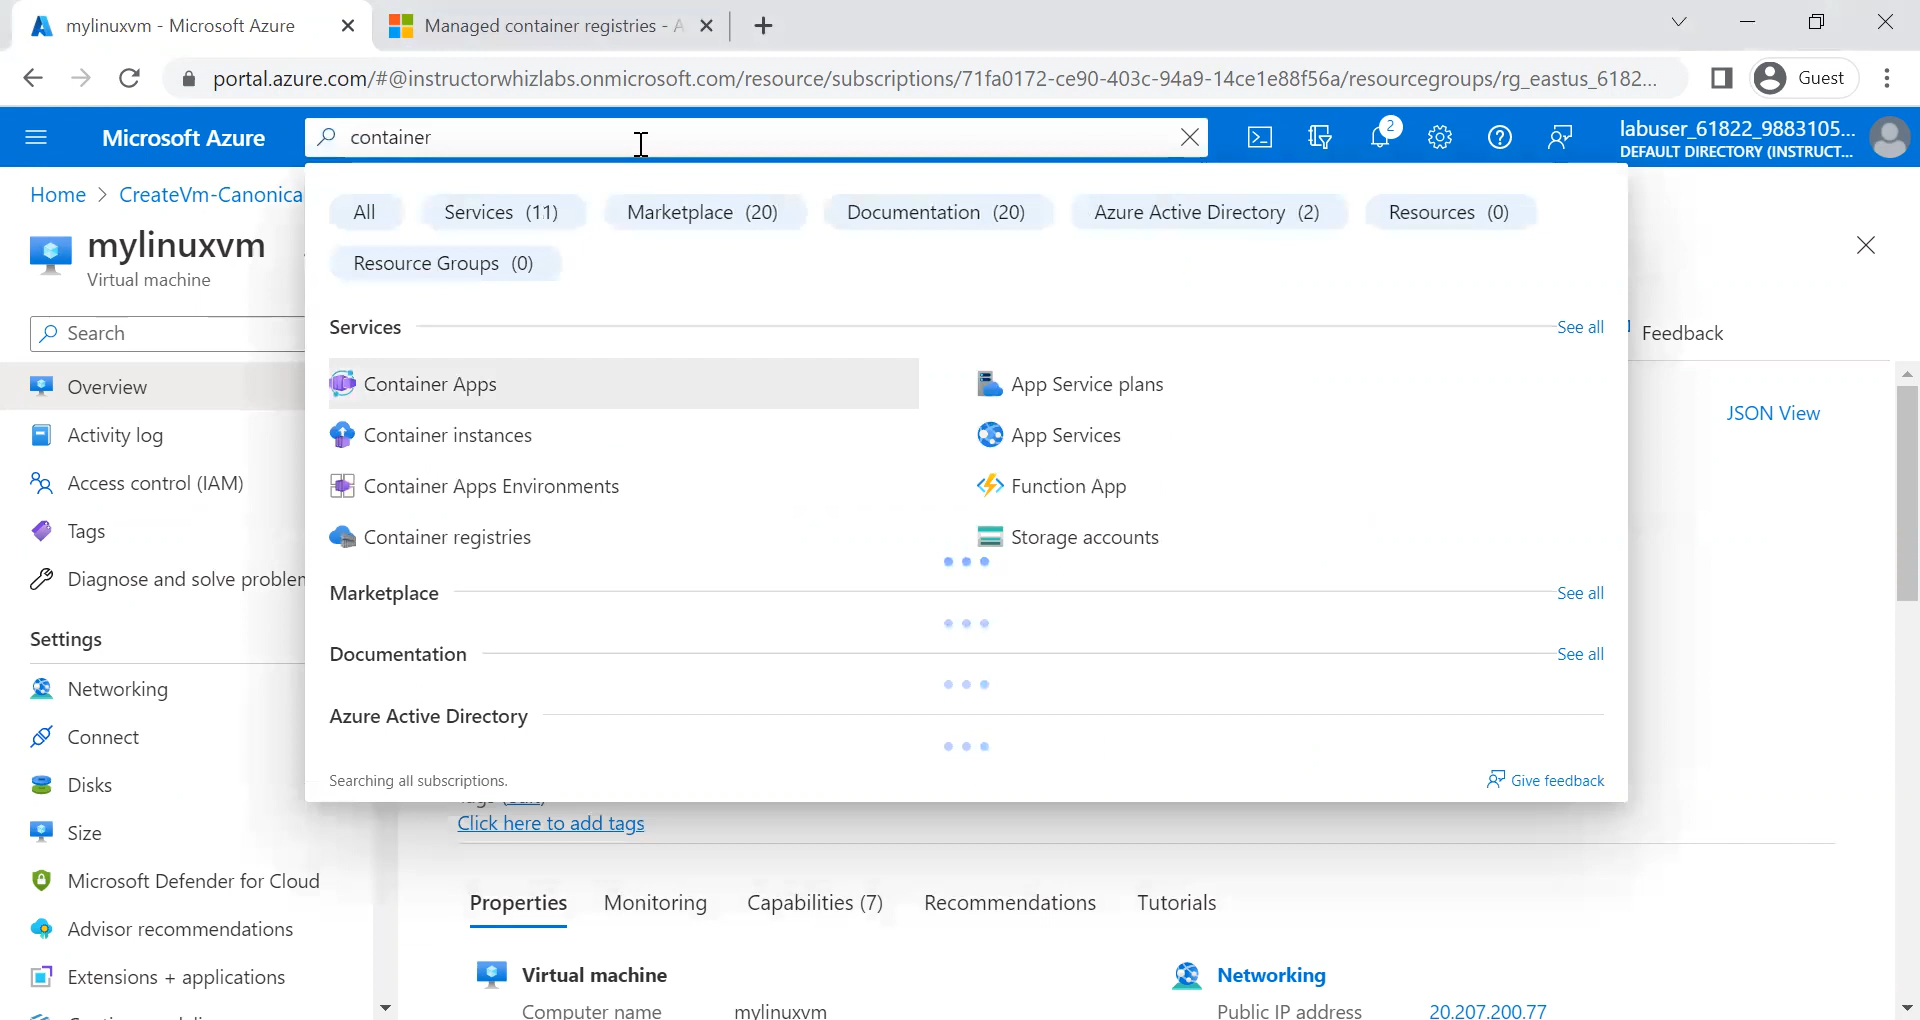 mylinuxvm - Microsoft Azure
Managed container registries - A
portal.azure.com/#@instructorwhizlabs.onmicrosoft.com/resource/subscriptions/71fa0172-ce90-403c-94a9-14ce1e88f56a/resourcegroups/rg_eastus_6182...
Guest
Microsoft Azure
container
2
labuser_61822_9883105...
DEFAULT DIRECTORY (INSTRUCT...
Home > CreateVm-Canonica
mylinuxvm
Virtual machine
Search
Overview
Activity log
Access control (IAM)
Tags
Diagnose and solve problem
Settings
Networking
Connect
Disks
Size
Microsoft Defender for Cloud
Advisor recommendations
Extensions + applications
All
Services (11)
Marketplace (20)
Documentation (20)
Azure Active Directory (2)
Resources (0)
Resource Groups (0)
Services
See all
Container Apps
App Service plans
Container instances
App Services
Container Apps Environments
Function App
Container registries
Storage accounts
Marketplace
See all
Documentation
See all
Azure Active Directory
Searching all subscriptions.
Give feedback
Feedback
JSON View
Click here to add tags
Properties
Monitoring
Capabilities (7)
Recommendations
Tutorials
Virtual machine
Networking
Computer name mylinuxvm
Public IP address 20.207.200.77